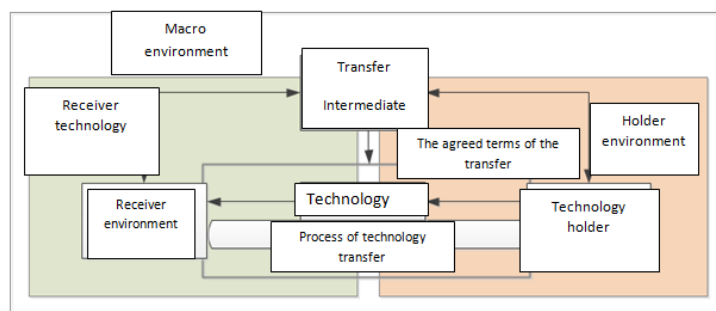 Macro
environment
Transfer
Intermediate
Receiver
technology
Holder
environment
The agreed terms of the
transfer
Receiver
environment
Technology
Technology
holder
Process of technology
transfer